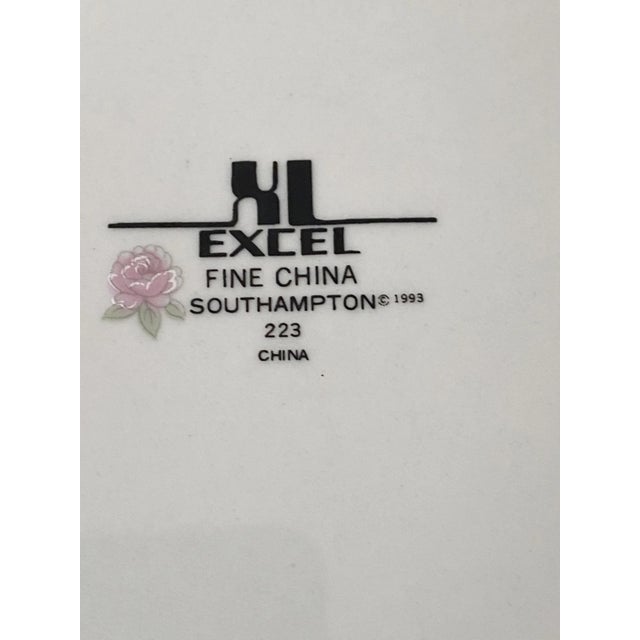 XL
EXCEL
FINE CHINA
SOUTHAMPTON © 1993
223
CHINA